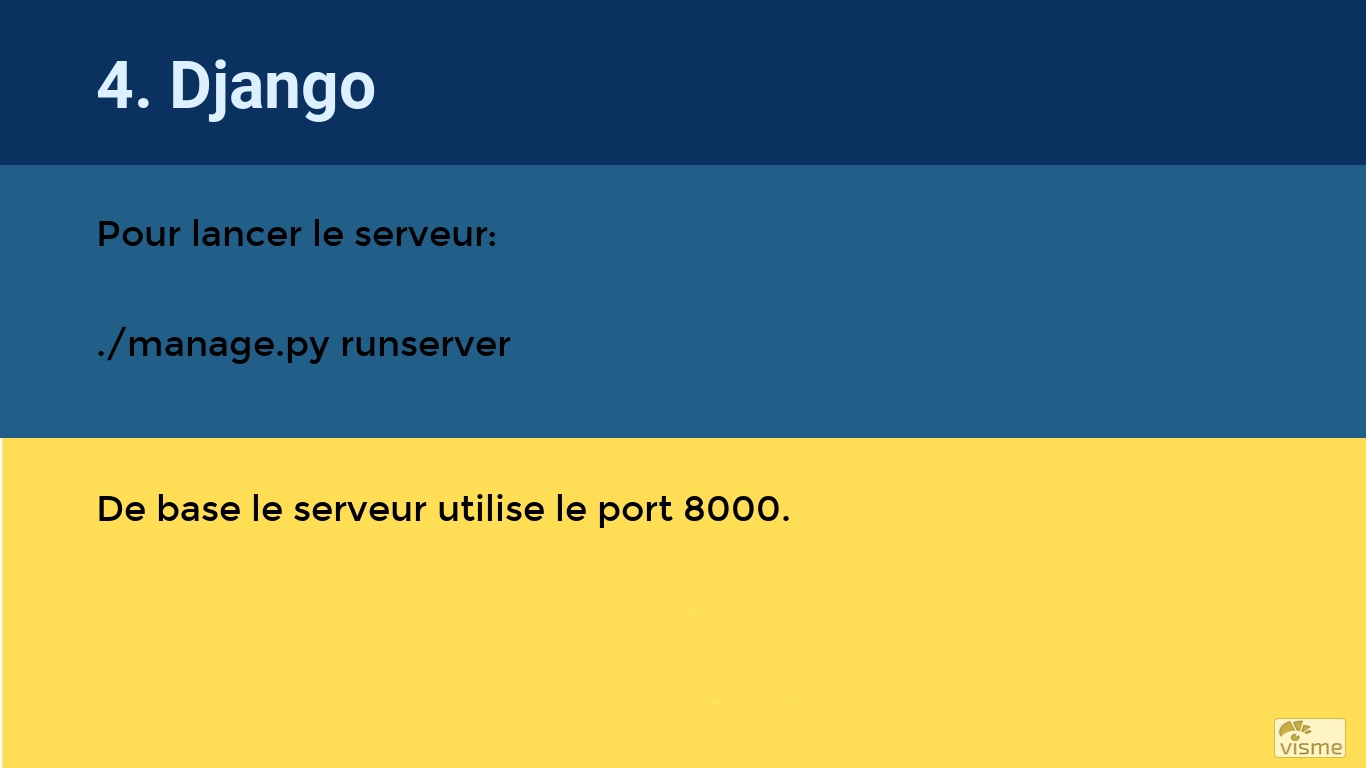 4. Django
Pour lancer le serveur:
./manage.py runserver
De base le serveur utilise le port 8000.
visme